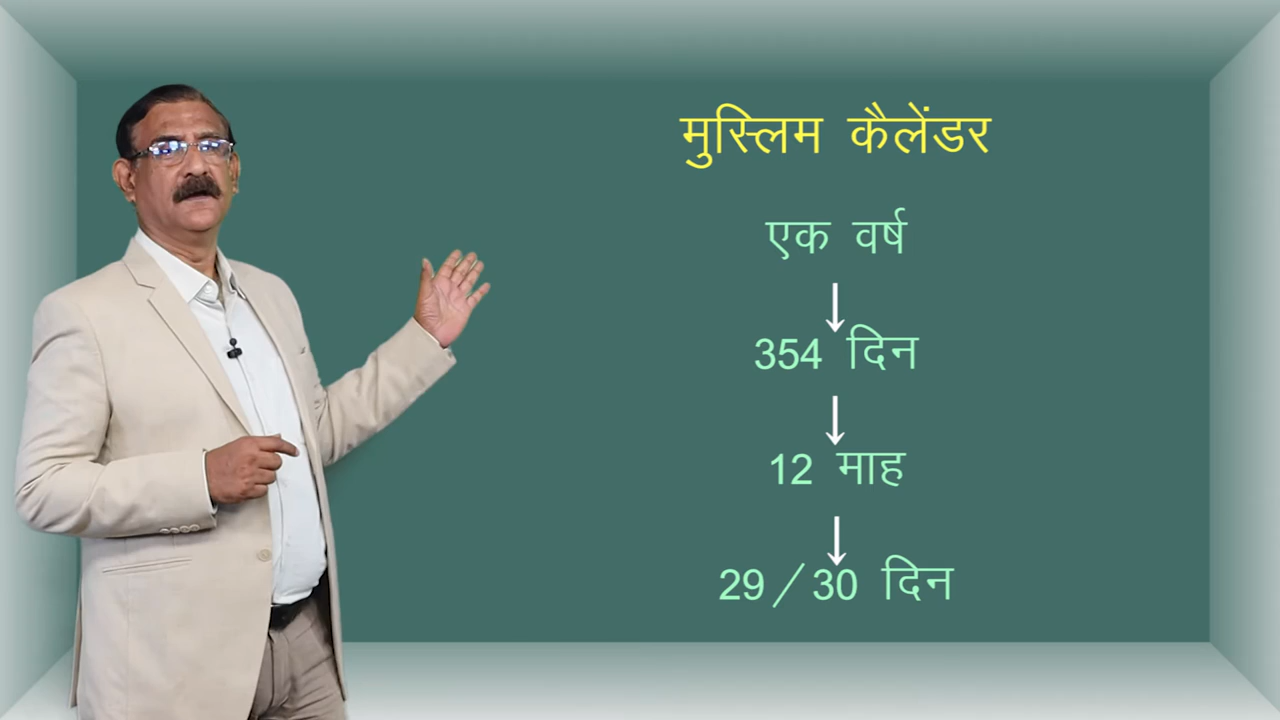 मुस्लिम कैलेंडर
एक वर्ष
↓
354 दिन
↓
12 माह
↓
29/30 दिन